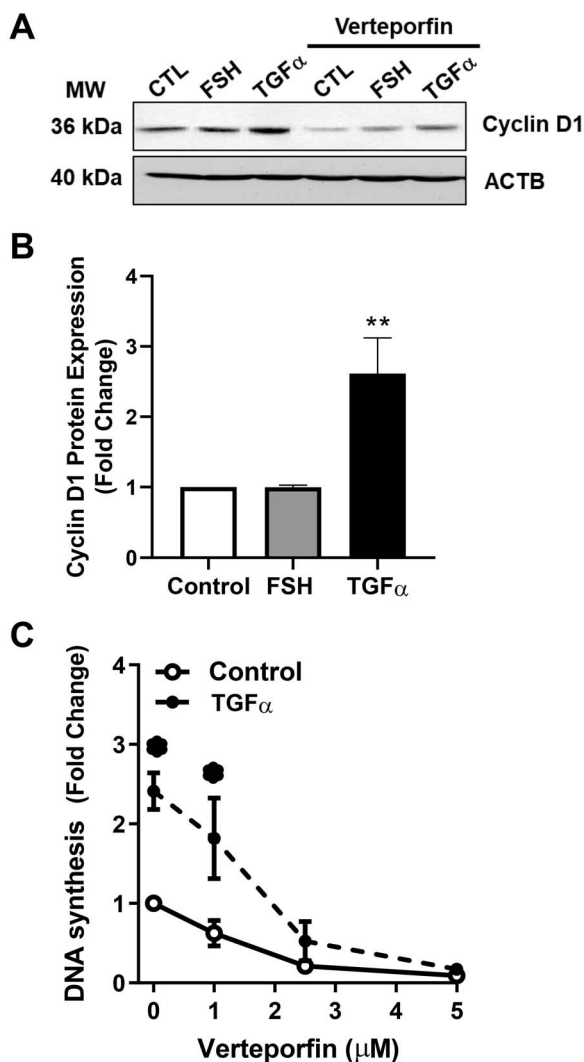 A
Verteporfin
MW CTL FSH TGFα CTL FSH TGFα
36 kDa Cyclin D1
40 kDa ACTB
B
Cyclin D1 Protein Expression
(Fold Change)
4
3
2
1
0
**
Control FSH TGFα
C
DNA synthesis (Fold Change)
Control
TGFα
4
3
2
1
0
0 1 2 3 4 5
Verteporfin (μM)